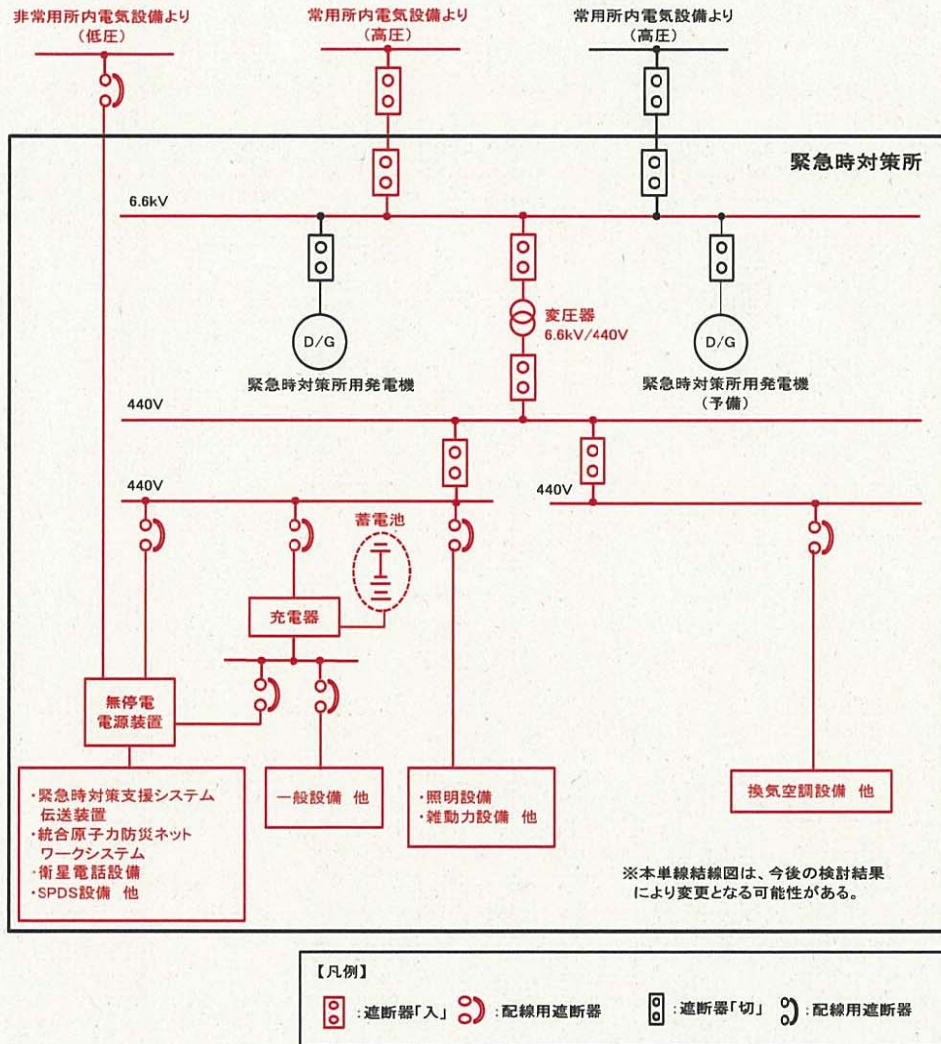 非常用所内電気設備より
(低圧)
常用所内電気設備より
(高圧)
常用所内電気設備より
(高圧)
緊急時対策所
6.6kV
変圧器
6.6kV/440V
D/G
緊急時対策所用発電機
D/G
緊急時対策所用発電機
(予備)
440V
440V
440V
蓄電池
充電器
無停電
電源装置
・緊急時対策支援システム
伝送装置
・統合原子力防災ネット
ワークシステム
・衛星電話設備
・SPDS設備 他
一般設備 他
・照明設備
・雑動力設備 他
換気空調設備 他
※本単線結線図は、今後の検討結果
により変更となる可能性がある。
【凡例】
:遮断器「入」 :配線用遮断器 :遮断器「切」 :配線用遮断器